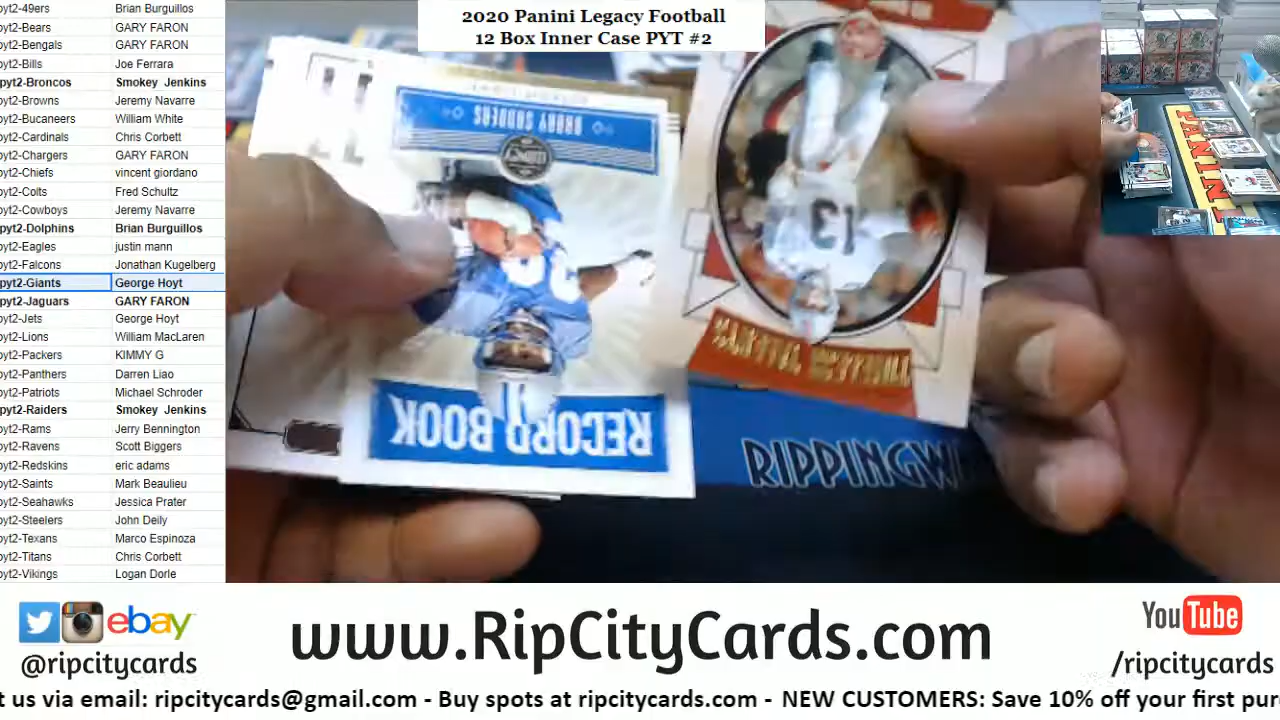 2020 Panini Legacy Football
12 Box Inner Case PYT #2
pyt2-49ers Brian Burguillos
pyt2-Bears GARY FARON
pyt2-Bengals GARY FARON
pyt2-Bills Joe Ferrara
pyt2-Broncos Smokey Jenkins
pyt2-Browns Jeremy Navarre
pyt2-Bucaneers William White
pyt2-Cardinals Chris Corbett
pyt2-Chargers GARY FARON
pyt2-Chiefs vincent giordano
pyt2-Colts Fred Schultz
pyt2-Cowboys Jeremy Navarre
pyt2-Dolphins Brian Burguillos
pyt2-Eagles justin mann
pyt2-Falcons Jonathan Kugelberg
pyt2-Giants George Hoyt
pyt2-Jaguars GARY FARON
pyt2-Jets George Hoyt
pyt2-Lions William MacLaren
pyt2-Packers KIMMY G
pyt2-Panthers Darren Liao
pyt2-Patriots Michael Schroder
pyt2-Raiders Smokey Jenkins
pyt2-Rams Jerry Bennington
pyt2-Ravens Scott Biggers
pyt2-Redskins eric adams
pyt2-Saints Mark Beaulieu
pyt2-Seahawks Jessica Prater
pyt2-Steelers John Deily
pyt2-Texans Marco Espinoza
pyt2-Titans Chris Corbett
pyt2-Vikings Logan Dorle
BARRY SANDERS
LEGACY
20
RECORD BOOK
13
RIPPINGW
PANINI
ebay
@ripcitycards
www.RipCityCards.com
YouTube
/ripcitycards
t us via email: ripcitycards@gmail.com - Buy spots at ripcitycards.com - NEW CUSTOMERS: Save 10% off your first pur